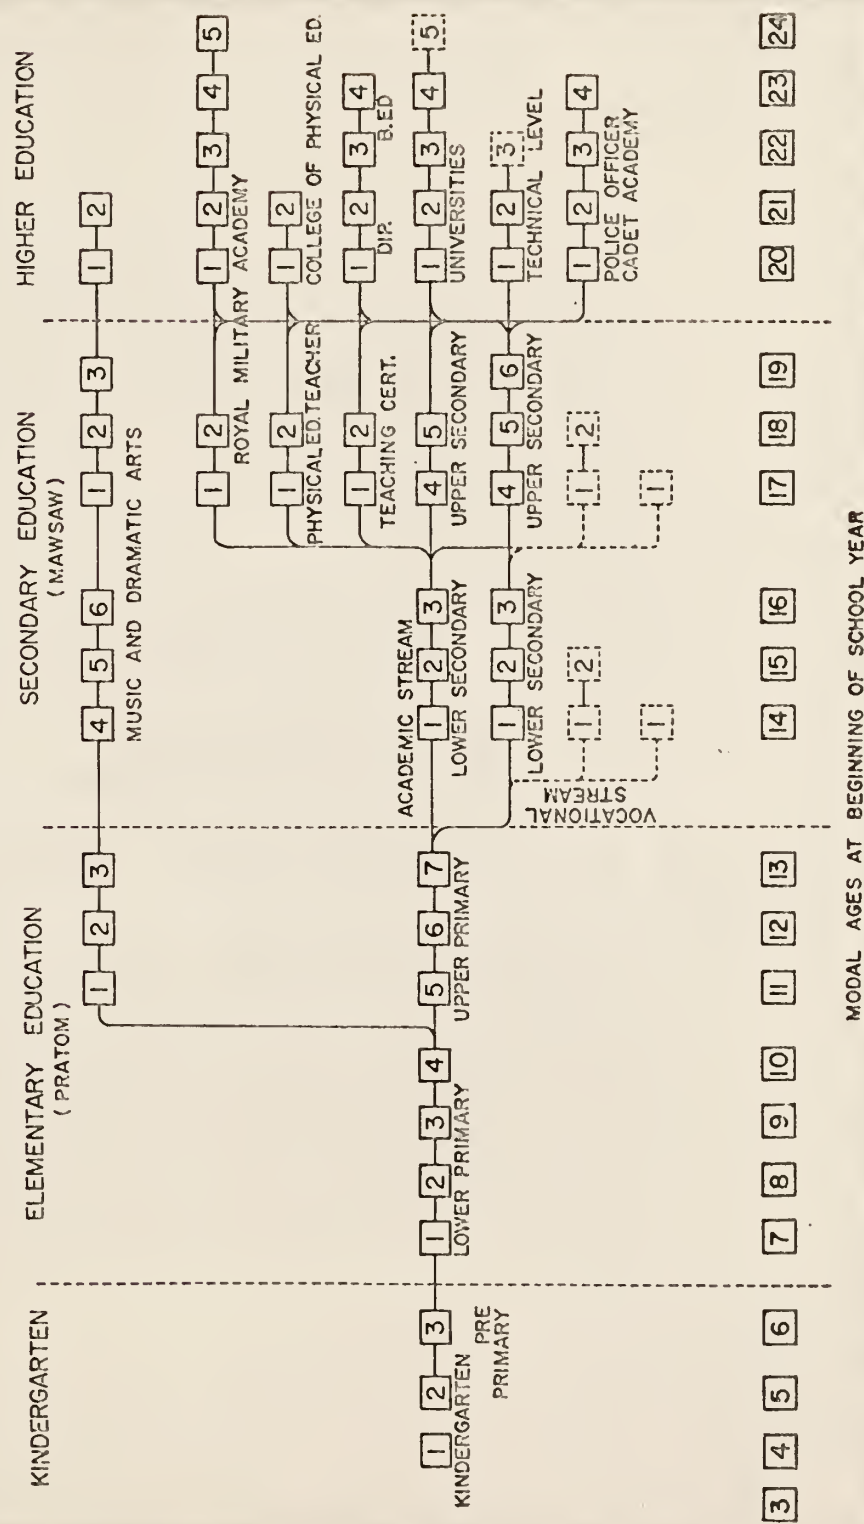 KINDERGARTEN
ELEMENTARY EDUCATION
( PRATOM )
SECONDARY EDUCATION
( MAWSAW )
HIGHER EDUCATION
1 2 3
4 5 6
1 2 3
1 2
MUSIC AND DRAMATIC ARTS
1 2
1 2 3 4 5
ROYAL MILITARY ACADEMY
1 2
1 2
PHYSICAL ED. TEACHER
COLLEGE OF PHYSICAL ED.
1 2
1 2 3 4
TEACHING CERT.
DIP.
B.ED
ACADEMIC STREAM
1 2 3
1 2 3 4
5 6 7
1 2 3
4 5
1 2 3 4 5
KINDERGARTEN
PRE
PRIMARY
LOWER PRIMARY
UPPER PRIMARY
LOWER SECONDARY
UPPER SECONDARY
UNIVERSITIES
1 2 3
4 5 6
1 2 3
LOWER SECONDARY
UPPER SECONDARY
TECHNICAL LEVEL
VOCATIONAL
STREAM
1 2
1 2
1 2 3 4
POLICE OFFICER
CADET ACADEMY
1
1
3 4 5 6 7 8 9 10 11 12 13 14 15 16 17 18 19 20 21 22 23 24
MODAL AGES AT BEGINNING OF SCHOOL YEAR